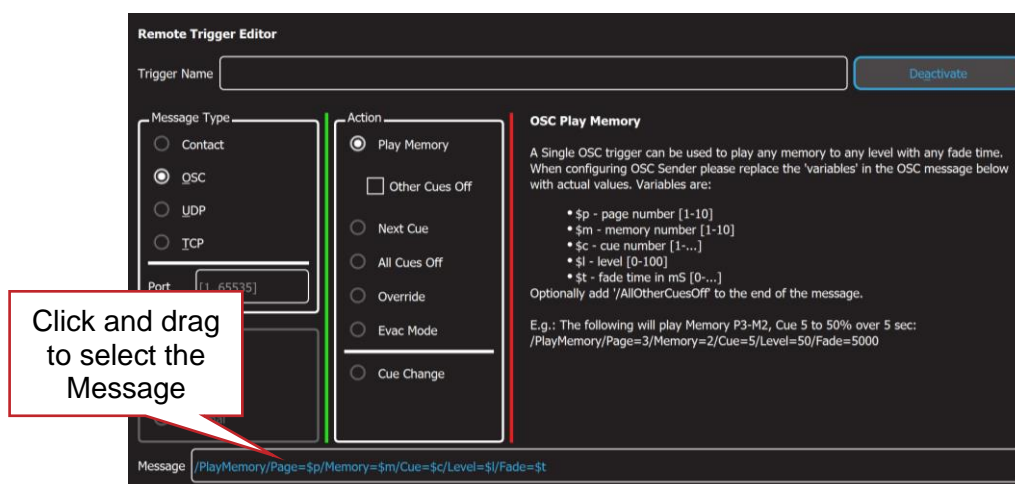 Remote Trigger Editor
Trigger Name
Deactivate
Message Type
Contact
OSC
UDP
TCP
Port [1..65535]
Action
Play Memory
Other Cues Off
Next Cue
All Cues Off
Override
Evac Mode
Cue Change
OSC Play Memory
A Single OSC trigger can be used to play any memory to any level with any fade time.
When configuring OSC Sender please replace the 'variables' in the OSC message below
with actual values. Variables are:
• $p - page number [1-10]
• $m - memory number [1-10]
• $c - cue number [1-...]
• $l - level [0-100]
• $t - fade time in mS [0-...]
Optionally add '/AllOtherCuesOff' to the end of the message.
E.g.: The following will play Memory P3-M2, Cue 5 to 50% over 5 sec:
/PlayMemory/Page=3/Memory=2/Cue=5/Level=50/Fade=5000
Click and drag
to select the
Message
Message /PlayMemory/Page=$p/Memory=$m/Cue=$c/Level=$l/Fade=$t